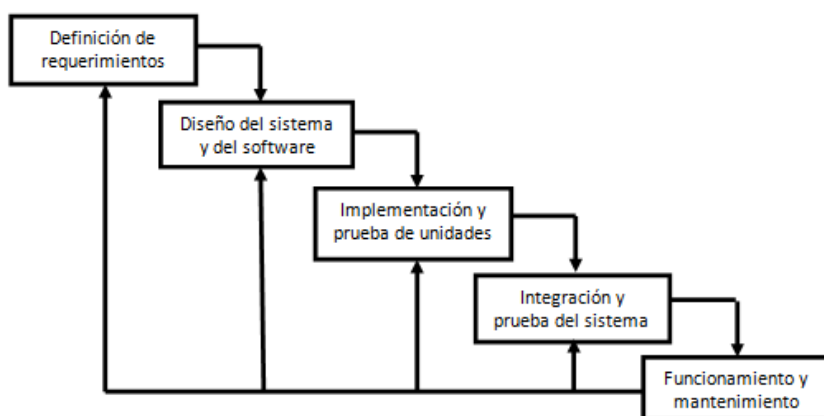 Definición de
requerimientos
Diseño del sistema
y del software
Implementación y
prueba de unidades
Integración y
prueba del sistema
Funcionamiento y
mantenimiento